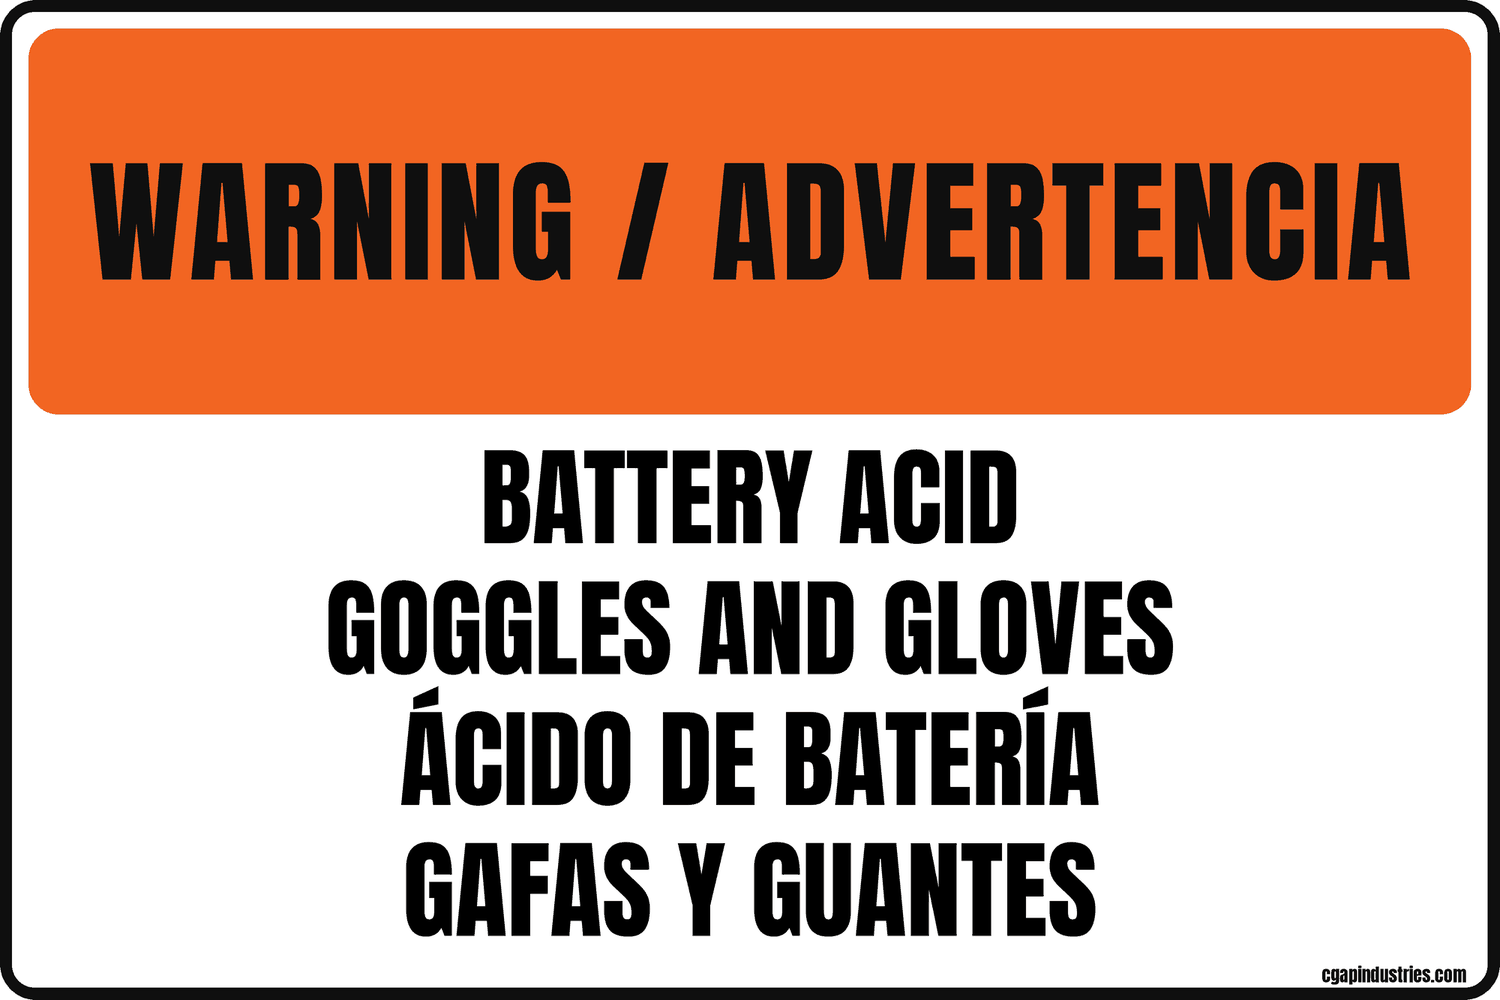 WARNING / ADVERTENCIA
BATTERY ACID
GOGGLES AND GLOVES
ÁCIDO DE BATERÍA
GAFAS Y GUANTES
cgapindustries.com